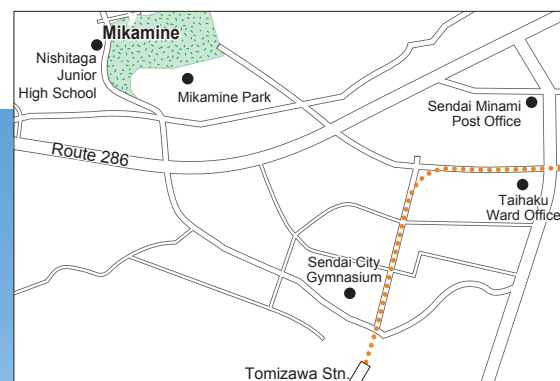 Mikamine
Nishitaga
Junior
High School
Mikamine Park
Sendai Minami
Post Office
Route 286
Taihaku
Ward Office
Sendai City
Gymnasium
Tomizawa Stn.